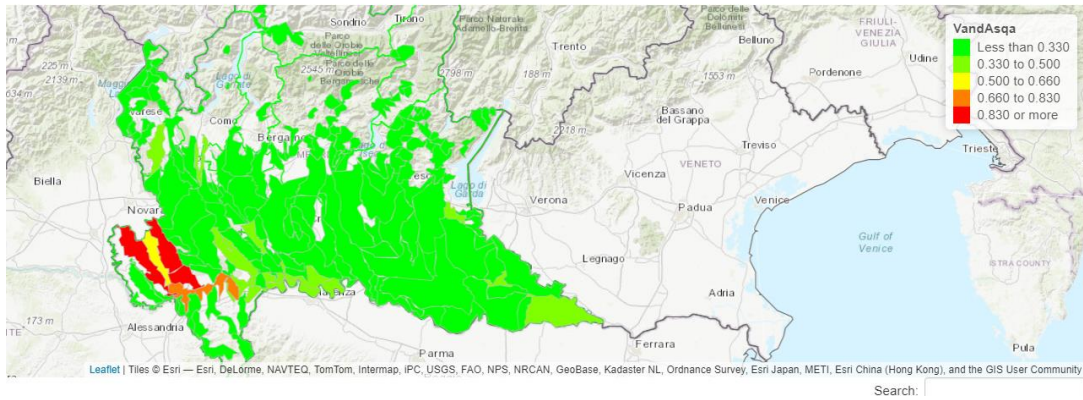 Sondrio
Tirano
Parco Naturale
Adamello-Brenta
Parco
delle Dolomiti
Bellunesi
Belluno
FRIULI-
VENEZIA
GIULIA
Udine
Pordenone
VandAsqa
Less than 0.330
0.330 to 0.500
0.500 to 0.660
0.660 to 0.830
0.830 or more
Parco
delle Orobie
Parco delle
Orobie
2545 m
2798 m
Trento
188 m
1553 m
225 m
2139 m
634 m
Lago di
Como
Bergamo
Bassano
del Grappa
2218 m
Treviso
Trieste
Biella
Lago di
Garda
Verona
Vicenza
VENETO
Padua
Venice
Novara
Gulf of
Venice
ISTRA COUNTY
Legnago
Adria
173 m
Alessandria
Parma
Ferrara
Pula
Leaflet | Tiles © Esri — Esri, DeLorme, NAVTEQ, TomTom, Intermap, iPC, USGS, FAO, NPS, NRCAN, GeoBase, Kadaster NL, Ordnance Survey, Esri Japan, METI, Esri China (Hong Kong), and the GIS User Community
Search: